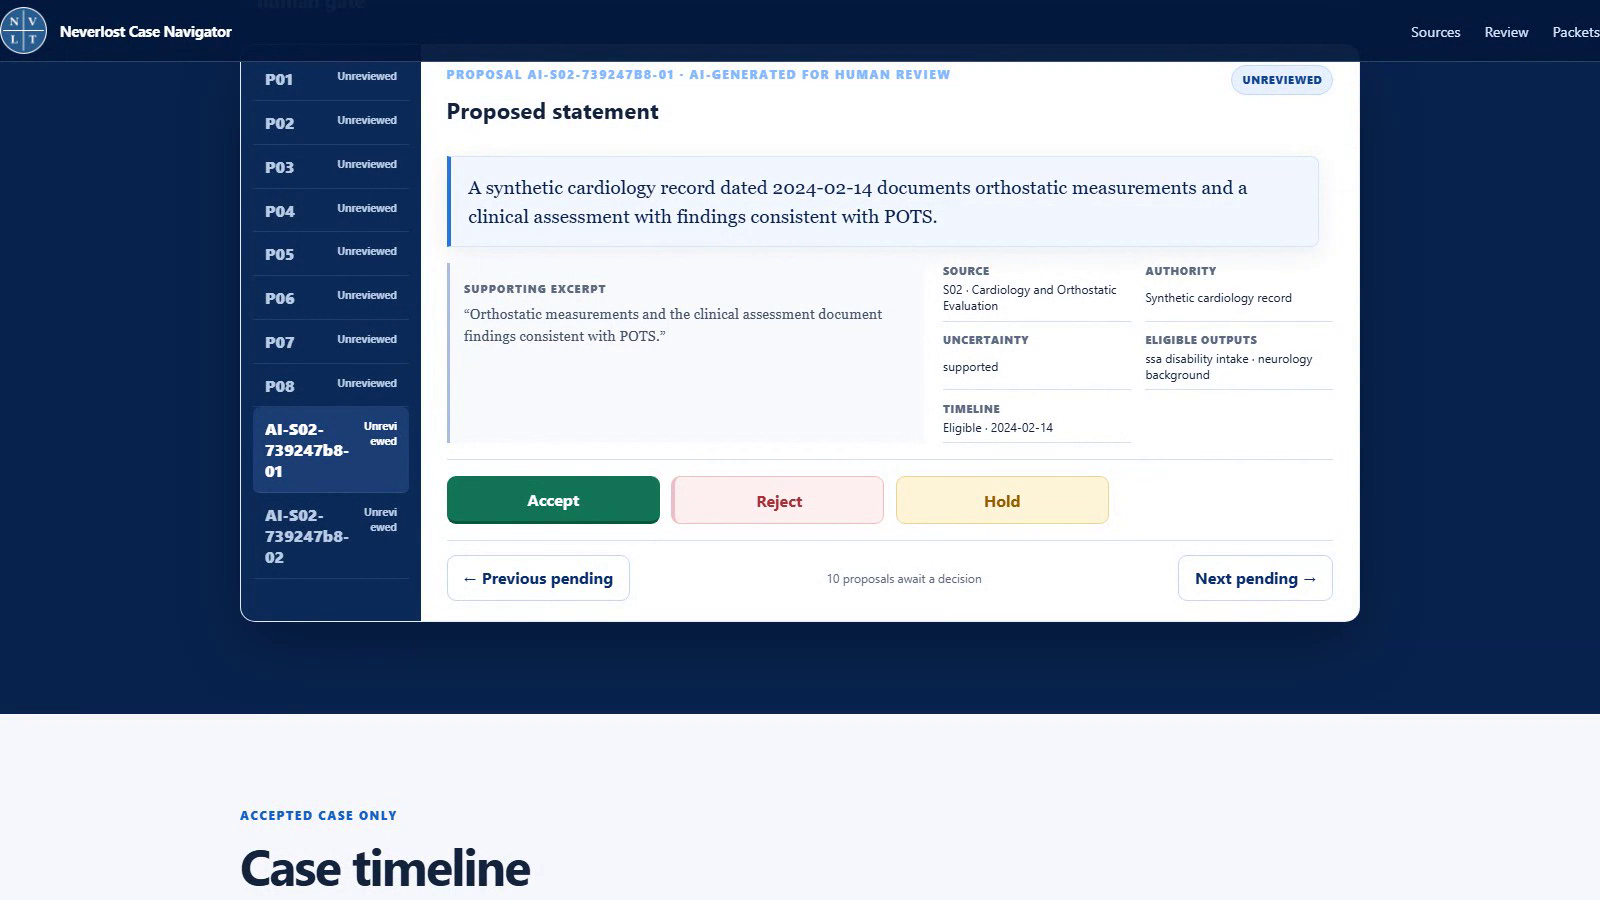 human gate
N V
L T
Neverlost Case Navigator
Sources
Review
Packets
P01 Unreviewed
P02 Unreviewed
P03 Unreviewed
P04 Unreviewed
P05 Unreviewed
P06 Unreviewed
P07 Unreviewed
P08 Unreviewed
AI-S02- Unrevi
739247b8- ewed
01
AI-S02- Unrevi
739247b8- ewed
02
PROPOSAL AI-S02-739247B8-01 · AI-GENERATED FOR HUMAN REVIEW
UNREVIEWED
Proposed statement
A synthetic cardiology record dated 2024-02-14 documents orthostatic measurements and a
clinical assessment with findings consistent with POTS.
SUPPORTING EXCERPT
“Orthostatic measurements and the clinical assessment document
findings consistent with POTS.”
SOURCE
S02 · Cardiology and Orthostatic
Evaluation
AUTHORITY
Synthetic cardiology record
UNCERTAINTY
supported
ELIGIBLE OUTPUTS
ssa disability intake · neurology
background
TIMELINE
Eligible · 2024-02-14
Accept
Reject
Hold
← Previous pending
10 proposals await a decision
Next pending →
ACCEPTED CASE ONLY
Case timeline